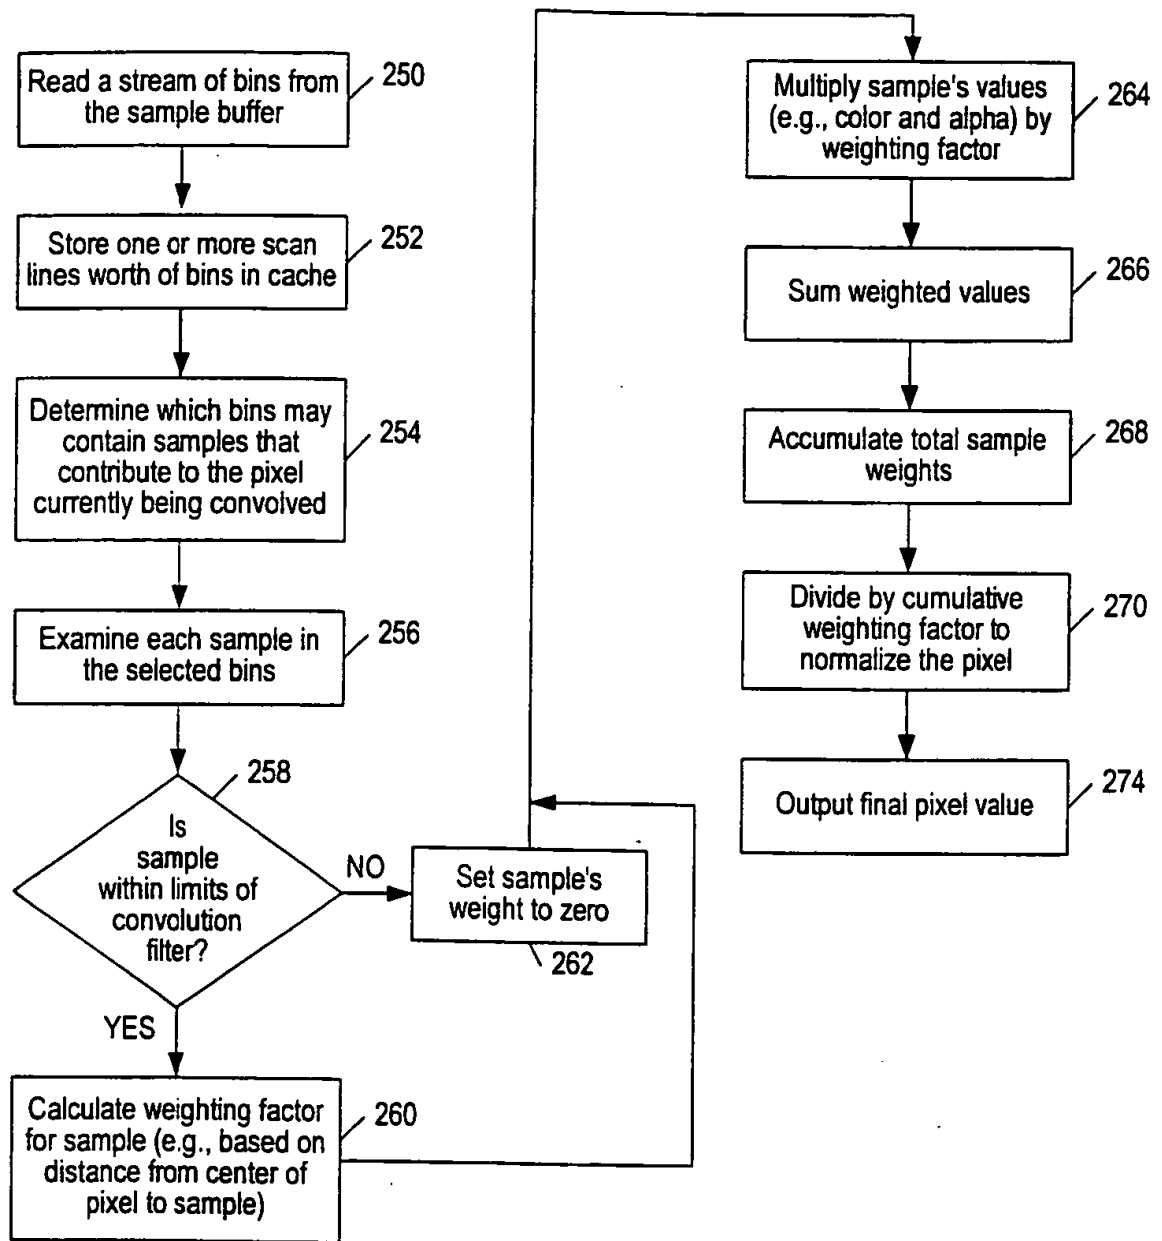 Read a stream of bins from
the sample buffer
250
Store one or more scan
lines worth of bins in cache
252
Determine which bins may
contain samples that
contribute to the pixel
currently being convolved
254
Examine each sample in
the selected bins
256
Is
sample
within limits of
convolution
filter?
258
NO
YES
Set sample's
weight to zero
262
Calculate weighting factor
for sample (e.g., based on
distance from center of
pixel to sample)
260
Multiply sample's values
(e.g., color and alpha) by
weighting factor
264
Sum weighted values
266
Accumulate total sample
weights
268
Divide by cumulative
weighting factor to
normalize the pixel
270
Output final pixel value
274